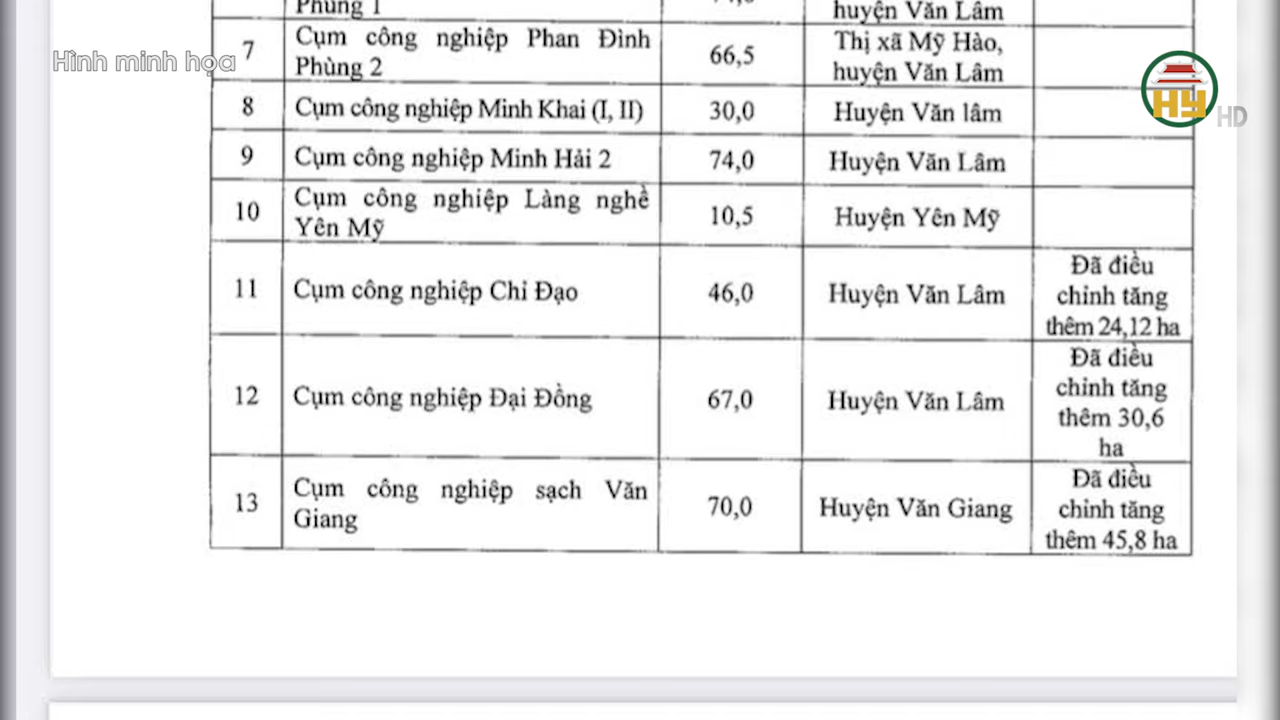 Phùng 1
huyện Văn Lâm
Hình minh họa
7
Cụm công nghiệp Phan Đình
Phùng 2
66,5
Thị xã Mỹ Hào,
huyện Văn Lâm
8
Cụm công nghiệp Minh Khai (I, II)
30,0
Huyện Văn lâm
9
Cụm công nghiệp Minh Hải 2
74,0
Huyện Văn Lâm
10
Cụm công nghiệp Làng nghề
Yên Mỹ
10,5
Huyện Yên Mỹ
11
Cụm công nghiệp Chỉ Đạo
46,0
Huyện Văn Lâm
Đã điều
chỉnh tăng
thêm 24,12 ha
12
Cụm công nghiệp Đại Đồng
67,0
Huyện Văn Lâm
Đã điều
chỉnh tăng
thêm 30,6
ha
13
Cụm công nghiệp sạch Văn
Giang
70,0
Huyện Văn Giang
Đã điều
chỉnh tăng
thêm 45,8 ha
HY HD